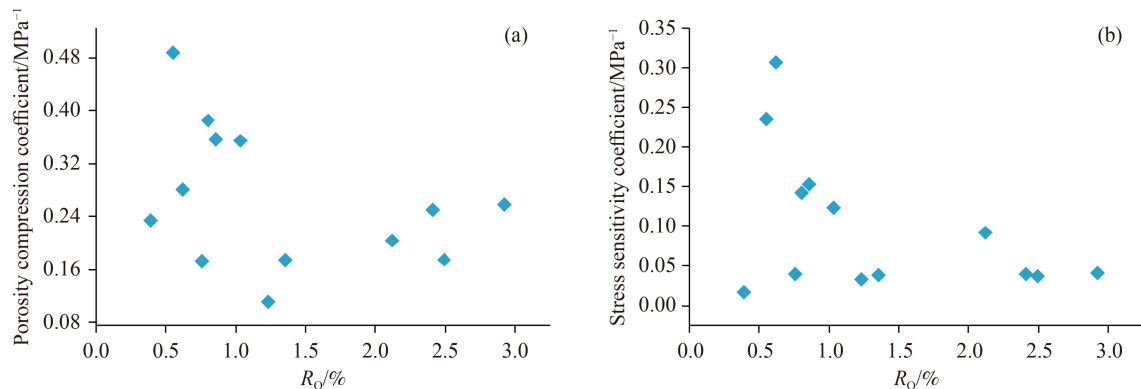 (a)
Porosity compression coefficient/MPa⁻¹
0.48
0.40
0.32
0.24
0.16
0.08
0.0 0.5 1.0 1.5 2.0 2.5 3.0
R_O/%
(b)
Stress sensitivity coefficient/MPa⁻¹
0.35
0.30
0.25
0.20
0.15
0.10
0.05
0.00
0.0 0.5 1.0 1.5 2.0 2.5 3.0
R_O/%